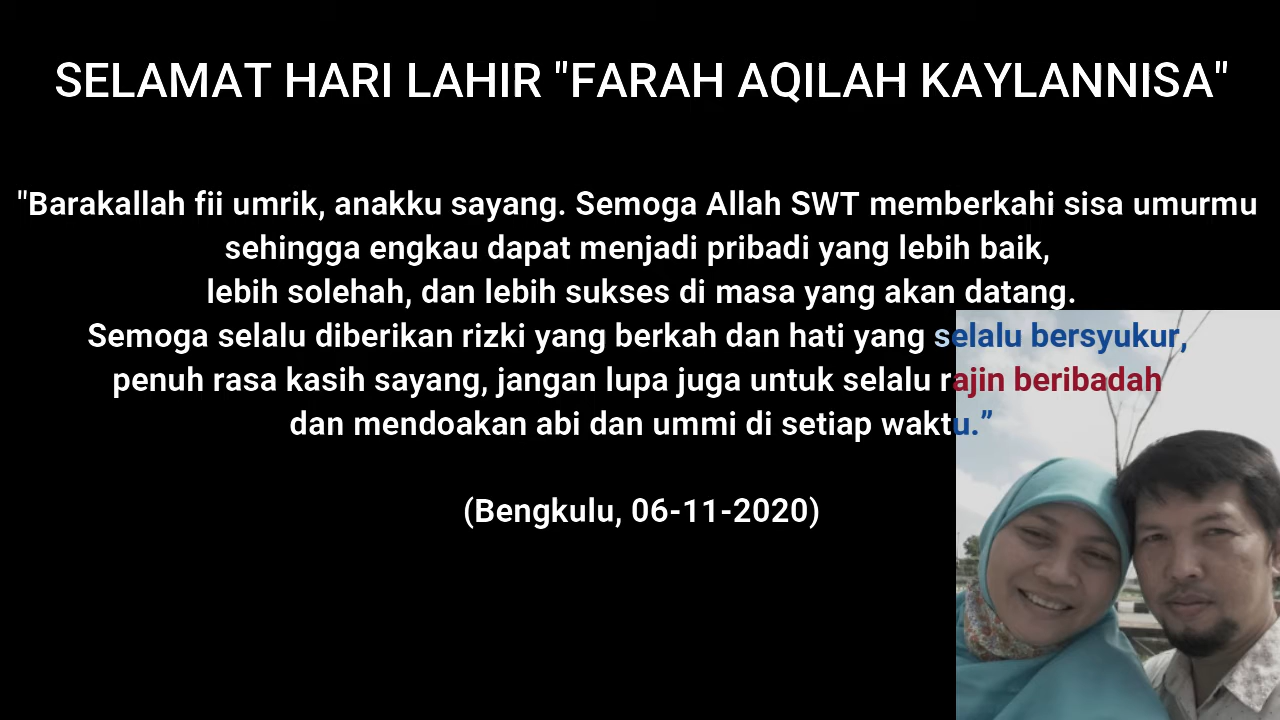 SELAMAT HARI LAHIR "FARAH AQILAH KAYLANNISA"
"Barakallah fii umrik, anakku sayang. Semoga Allah SWT memberkahi sisa umurmu
sehingga engkau dapat menjadi pribadi yang lebih baik,
lebih solehah, dan lebih sukses di masa yang akan datang.
Semoga selalu diberikan rizki yang berkah dan hati yang selalu bersyukur,
penuh rasa kasih sayang, jangan lupa juga untuk selalu rajin beribadah
dan mendoakan abi dan ummi di setiap waktu.”
(Bengkulu, 06-11-2020)